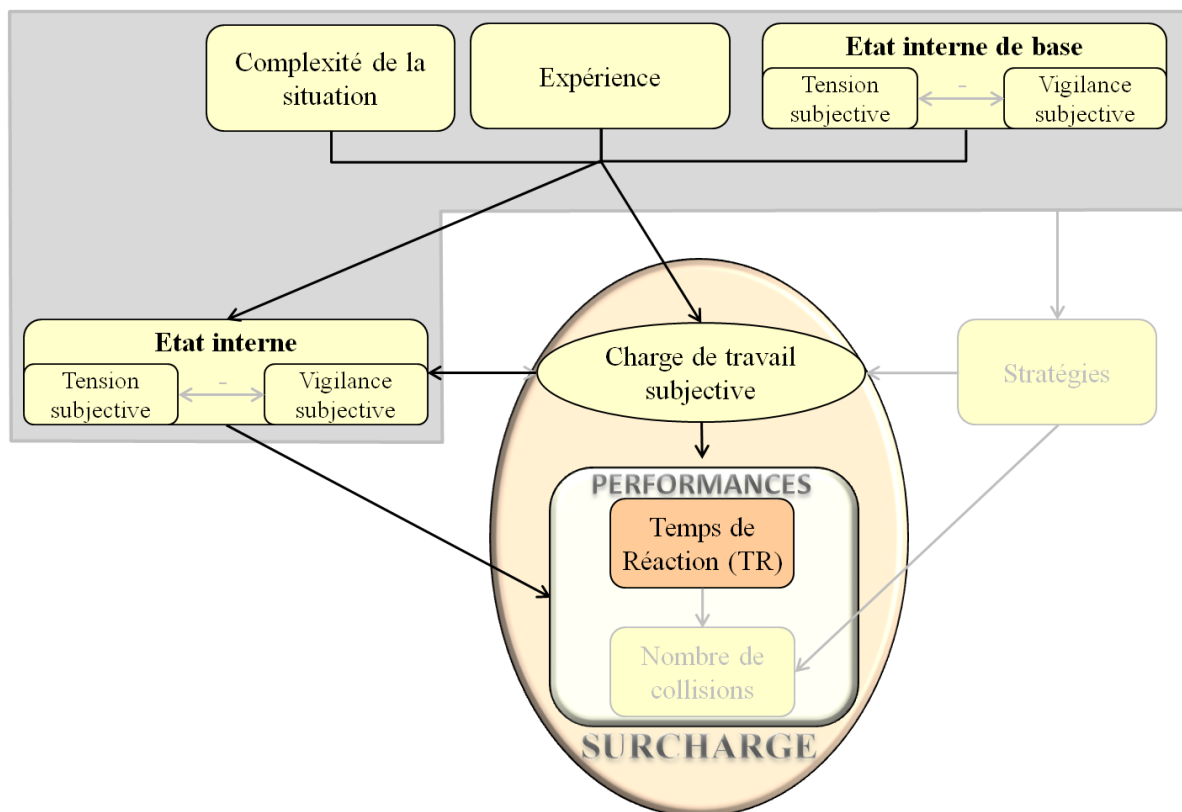 Complexité de la
situation
Expérience
Etat interne de base
Tension
subjective
-
Vigilance
subjective
Etat interne
Tension
subjective
-
Vigilance
subjective
Charge de travail
subjective
Stratégies
PERFORMANCES
Temps de
Réaction (TR)
Nombre de
collisions
SURCHARGE